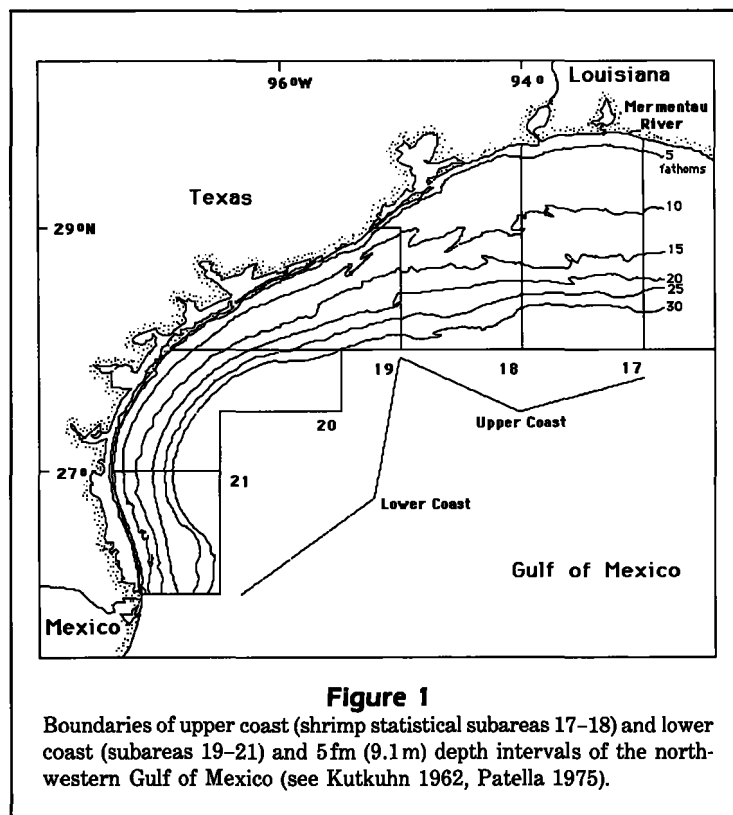 96°W
94°
Louisiana
Mermentau
River
5
fathoms
Texas
10
29°N
15
20
25
30
19
18
17
20
Upper Coast
27°
21
Lower Coast
Gulf of Mexico
Mexico
Figure 1
Boundaries of upper coast (shrimp statistical subareas 17–18) and lower
coast (subareas 19–21) and 5 fm (9.1 m) depth intervals of the north-
western Gulf of Mexico (see Kutkuhn 1962, Patella 1975).